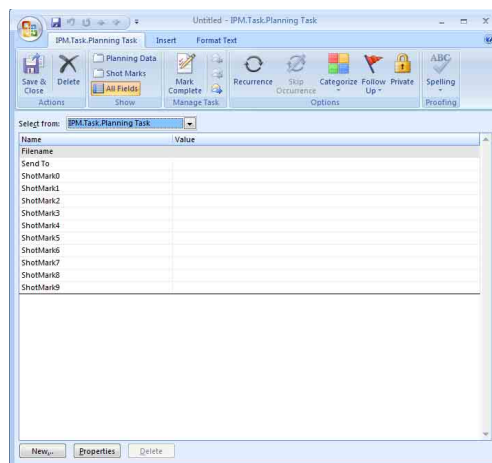 Untitled - IPM.Task.Planning Task
IPM.Task.Planning Task Insert Format Text
Save & Close
Delete
Actions
Planning Data
Shot Marks
All Fields
Show
Mark Complete
Manage Task
Recurrence
Skip Occurrence
Categorize
Follow Up
Private
Options
ABC
Spelling
Proofing
Select from: IPM.Task.Planning Task
Name Value
Filename
Send To
ShotMark0
ShotMark1
ShotMark2
ShotMark3
ShotMark4
ShotMark5
ShotMark6
ShotMark7
ShotMark8
ShotMark9
New... Properties Delete